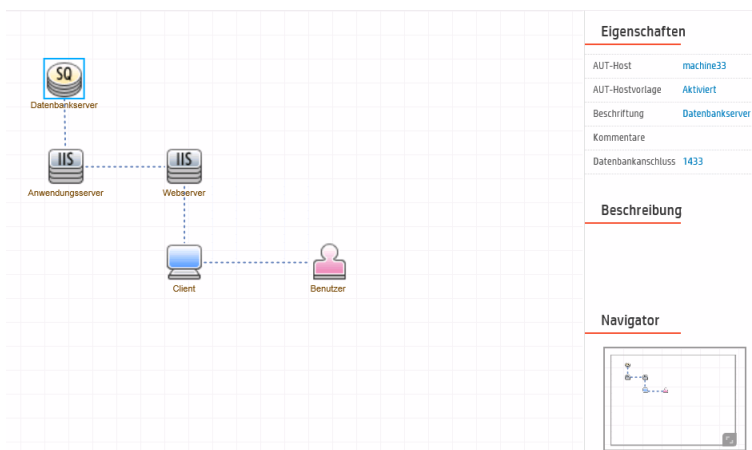 SQ
Datenbankserver
IIS
Anwendungsserver
IIS
Webserver
Client
Benutzer
Eigenschaften
AUT-Host machine33
AUT-Hostvorlage Aktiviert
Beschriftung Datenbankserver
Kommentare
Datenbankanschluss 1433
Beschreibung
Navigator